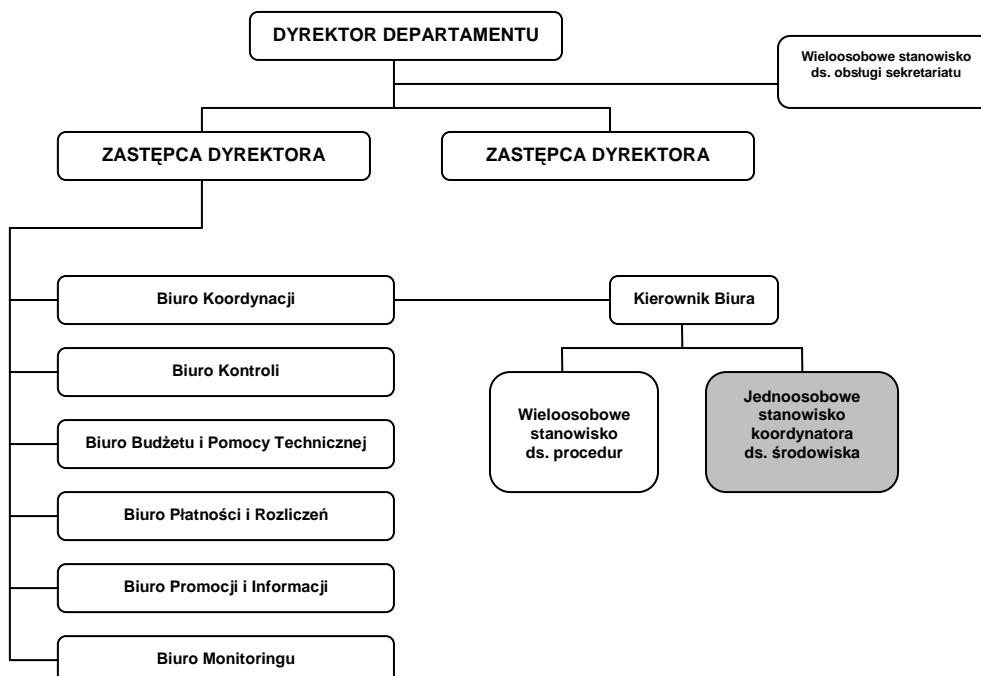 DYREKTOR DEPARTAMENTU
Wieloosobowe stanowisko
ds. obsługi sekretariatu
ZASTĘPCA DYREKTORA
ZASTĘPCA DYREKTORA
Biuro Koordynacji
Kierownik Biura
Biuro Kontroli
Wieloosobowe
stanowisko
ds. procedur
Jednoosobowe
stanowisko
koordynatora
ds. środowiska
Biuro Budżetu i Pomocy Technicznej
Biuro Płatności i Rozliczeń
Biuro Promocji i Informacji
Biuro Monitoringu